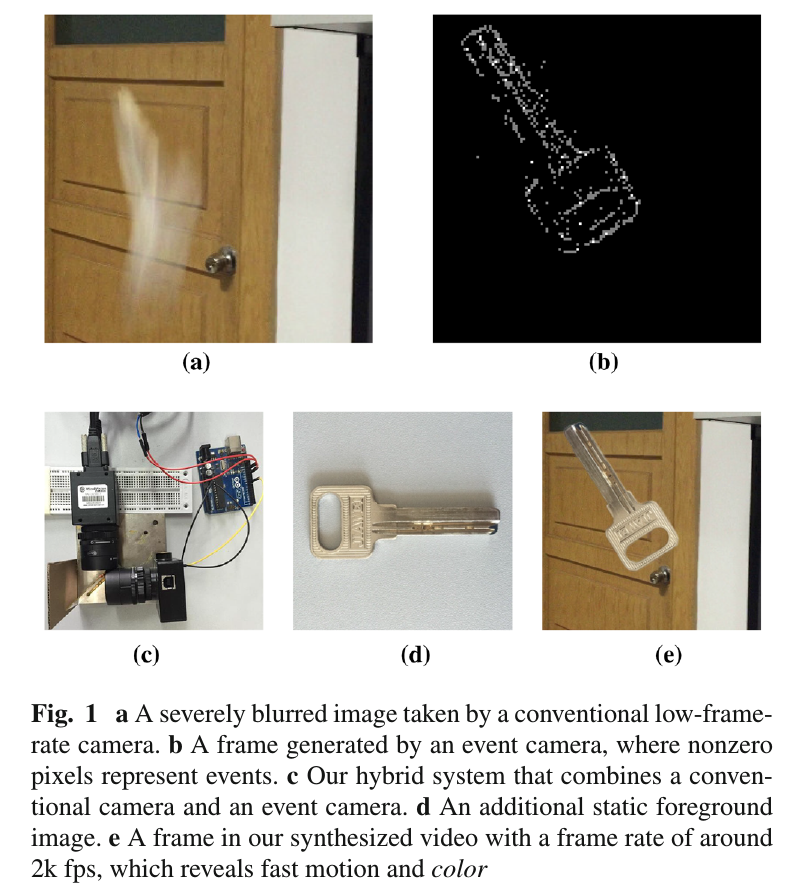 (a)
(b)
(c)
(d)
(e)
Fig. 1 a A severely blurred image taken by a conventional low-frame-
rate camera. b A frame generated by an event camera, where nonzero
pixels represent events. c Our hybrid system that combines a conven-
tional camera and an event camera. d An additional static foreground
image. e A frame in our synthesized video with a frame rate of around
2k fps, which reveals fast motion and color